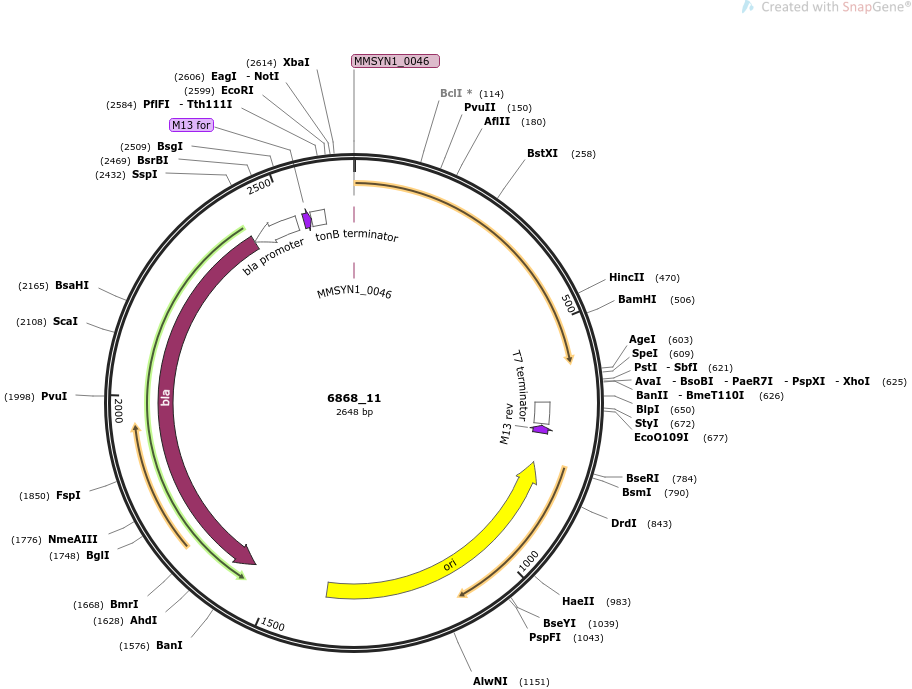 Created with SnapGene®
MMSYN1_0046
(2614) XbaI
(2606) EagI - NotI
(2599) EcoRI
(2584) PflFI - Tth111I
M13 for
(2509) BsgI
(2469) BsrBI
(2432) SspI
BclI * (114)
PvuII (150)
AflII (180)
BstXI (258)
2500
tonB terminator
bla promoter
MMSYN1_0046
(2165) BsaHI
(2108) ScaI
(1998) PvuI
2000
bla
HincII (470)
BamHI (506)
500
AgeI (603)
SpeI (609)
PstI - SbfI (621)
AvaI - BsoBI - PaeR7I - PspXI - XhoI (625)
BanII - BmeT110I (626)
BlpI (650)
StyI (672)
EcoO109I (677)
T7 terminator
M13 rev
6868_11
2648 bp
BseRI (784)
BsmI (790)
DrdI (843)
(1850) FspI
(1776) NmeAIII
(1748) BglI
(1668) BmrI
(1628) AhdI
(1576) BanI
ori
1000
1500
HaeII (983)
BseYI (1039)
PspFI (1043)
AlwNI (1151)